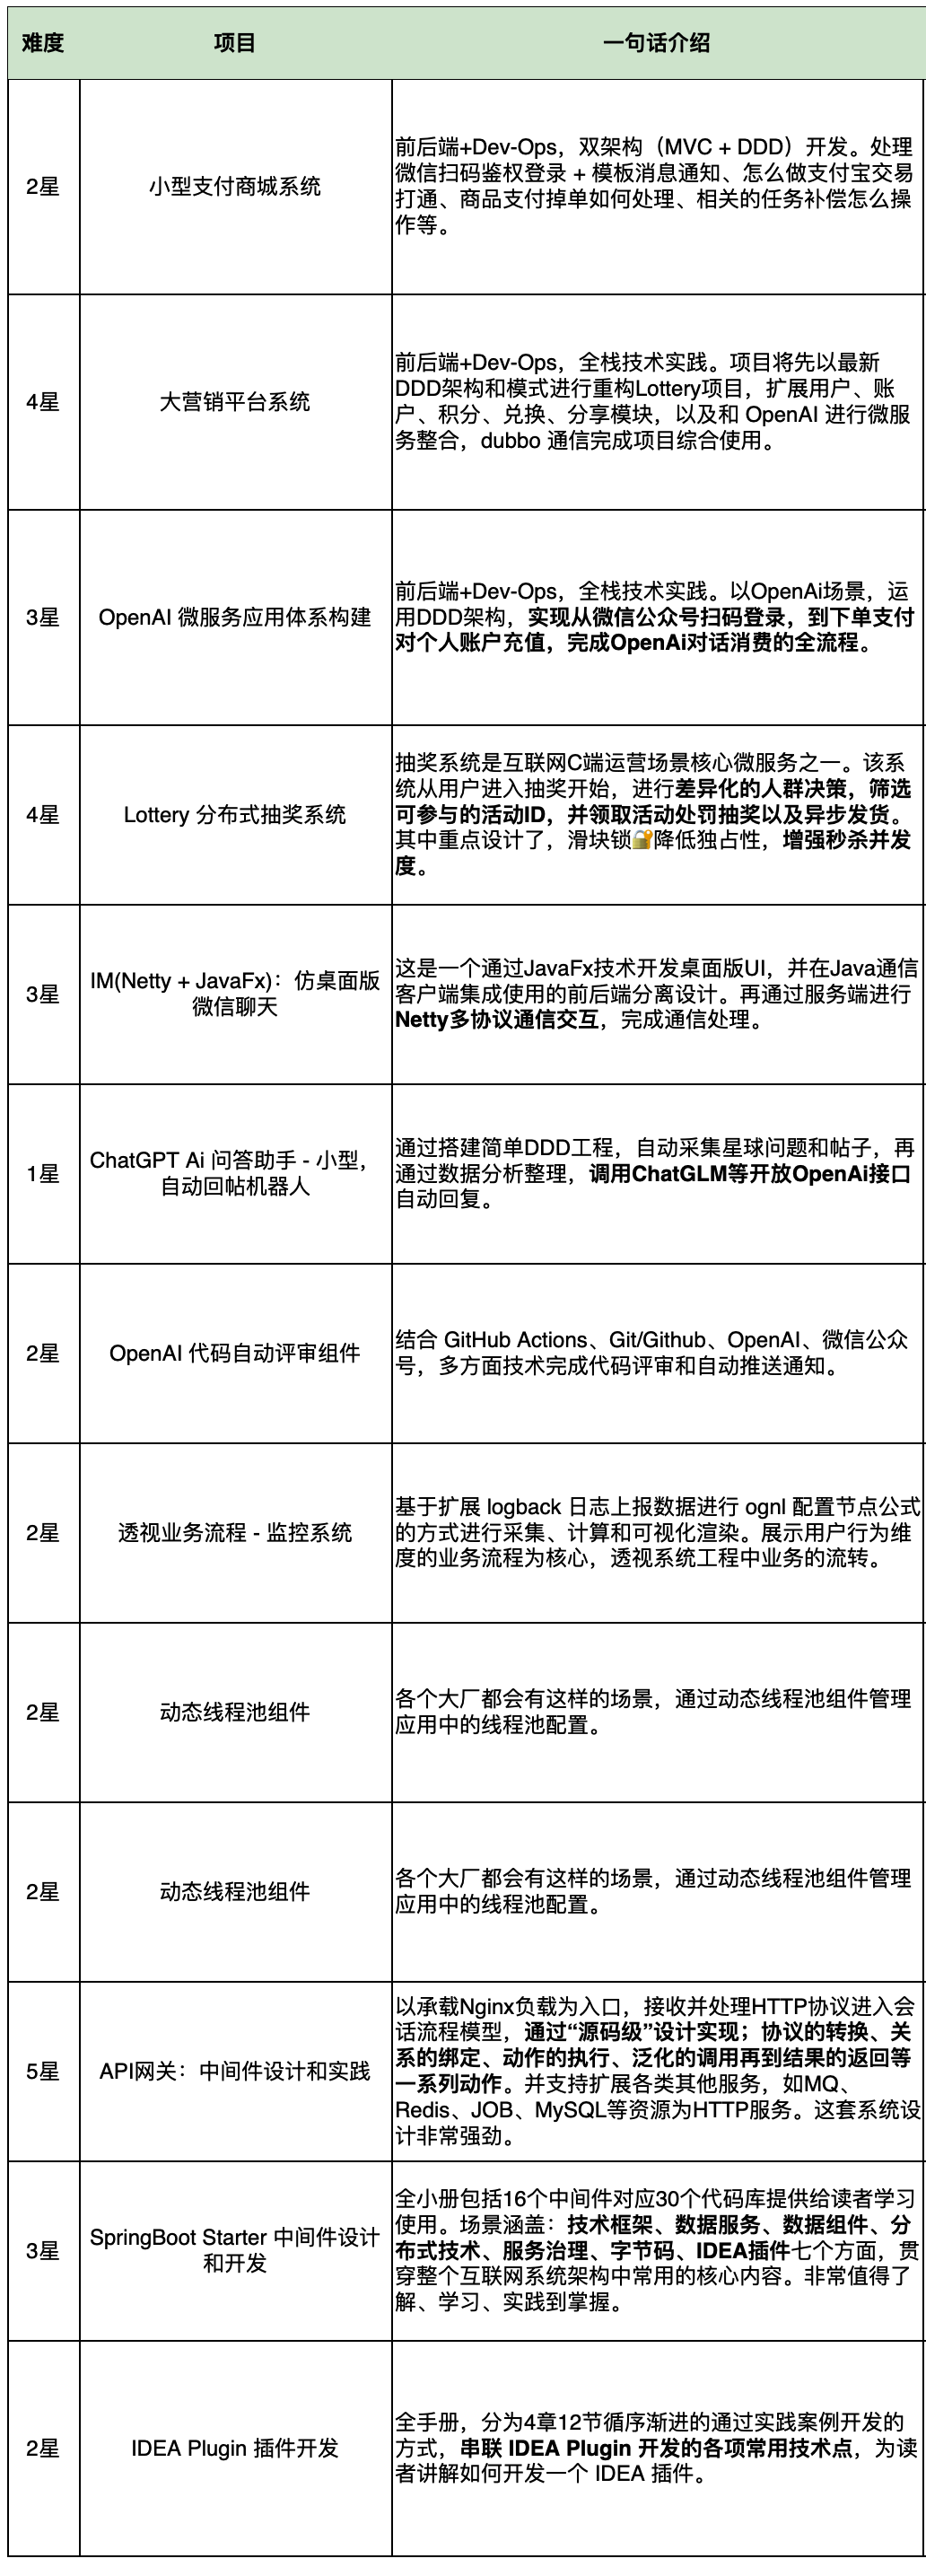 难度 项目 一句话介绍
2星
小型支付商城系统
前后端+Dev-Ops，双架构（MVC + DDD）开发。处理
微信扫码鉴权登录 + 模板消息通知、怎么做支付宝交易
打通、商品支付掉单如何处理、相关的任务补偿怎么操
作等。
4星
大营销平台系统
前后端+Dev-Ops，全栈技术实践。项目将先以最新
DDD架构和模式进行重构Lottery项目，扩展用户、账
户、积分、兑换、分享模块，以及和 OpenAI 进行微服
务整合，dubbo 通信完成项目综合使用。
3星
OpenAI 微服务应用体系构建
前后端+Dev-Ops，全栈技术实践。以OpenAi场景，运
用DDD架构，实现从微信公众号扫码登录，到下单支付
对个人账户充值，完成OpenAi对话消费的全流程。
4星
Lottery 分布式抽奖系统
抽奖系统是互联网C端运营场景核心微服务之一。该系
统从用户进入抽奖开始，进行差异化的人群决策，筛选
可参与的活动ID，并领取活动处罚抽奖以及异步发货。
其中重点设计了，滑块锁🔐降低独占性，增强秒杀并发
度。
3星
IM(Netty + JavaFx)：仿桌面版
微信聊天
这是一个通过JavaFx技术开发桌面版UI，并在Java通信
客户端集成使用的前后端分离设计。再通过服务端进行
Netty多协议通信交互，完成通信处理。
1星
ChatGPT Ai 问答助手 - 小型，
自动回帖机器人
通过搭建简单DDD工程，自动采集星球问题和帖子，再
通过数据分析整理，调用ChatGLM等开放OpenAi接口
自动回复。
2星
OpenAI 代码自动评审组件
结合 GitHub Actions、Git/Github、OpenAI、微信公众
号，多方面技术完成代码评审和自动推送通知。
2星
透视业务流程 - 监控系统
基于扩展 logback 日志上报数据进行 ognl 配置节点公式
的方式进行采集、计算和可视化渲染。展示用户行为维
度的业务流程为核心，透视系统工程中业务的流转。
2星
动态线程池组件
各个大厂都会有这样的场景，通过动态线程池组件管理
应用中的线程池配置。
2星
动态线程池组件
各个大厂都会有这样的场景，通过动态线程池组件管理
应用中的线程池配置。
5星
API网关：中间件设计和实践
以承载Nginx负载为入口，接收并处理HTTP协议进入会
话流程模型，通过“源码级”设计实现；协议的转换、关
系的绑定、动作的执行、泛化的调用再到结果的返回等
一系列动作。并支持扩展各类其他服务，如MQ、
Redis、JOB、MySQL等资源为HTTP服务。这套系统设
计非常强劲。
3星
SpringBoot Starter 中间件设计
和开发
全小册包括16个中间件对应30个代码库提供给读者学习
使用。场景涵盖：技术框架、数据服务、数据组件、分
布式技术、服务治理、字节码、IDEA插件七个方面，贯
穿整个互联网系统架构中常用的核心内容。非常值得了
解、学习、实践到掌握。
2星
IDEA Plugin 插件开发
全手册，分为4章12节循序渐进的通过实践案例开发的
方式，串联 IDEA Plugin 开发的各项常用技术点，为读
者讲解如何开发一个 IDEA 插件。